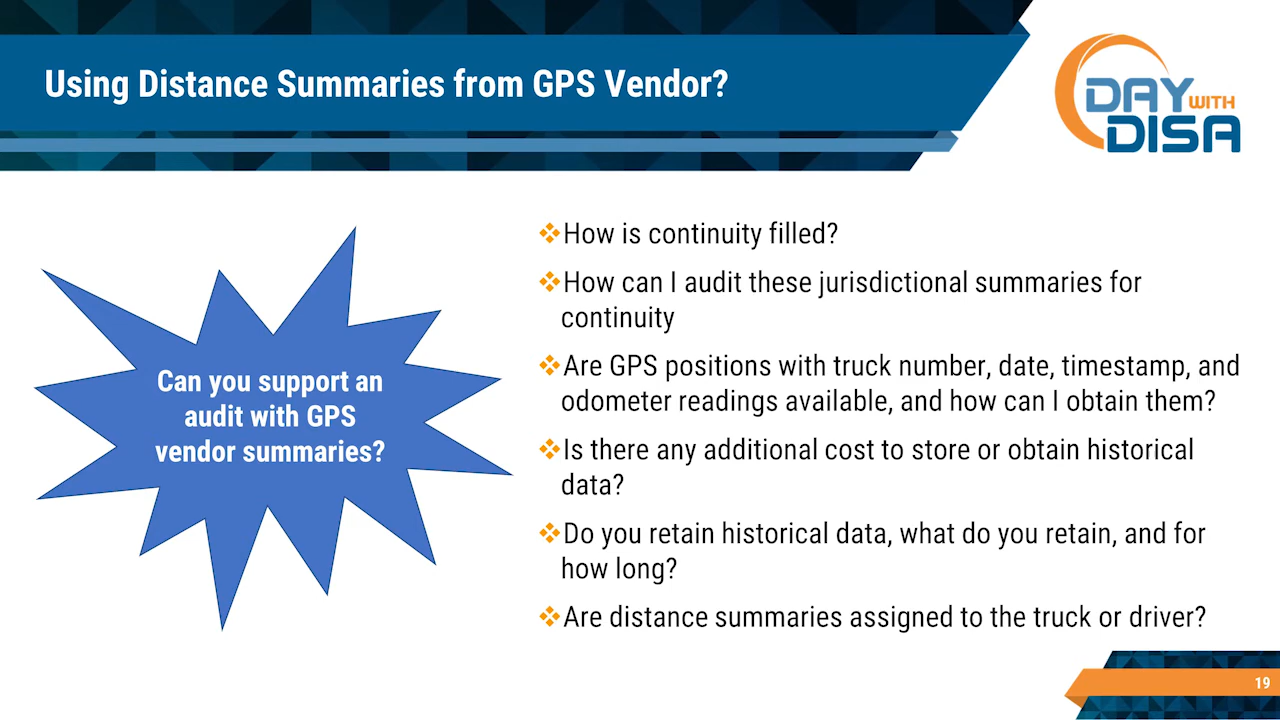 Using Distance Summaries from GPS Vendor?
DAY WITH
DISA
Can you support an
audit with GPS
vendor summaries?
How is continuity filled?
How can I audit these jurisdictional summaries for
continuity
Are GPS positions with truck number, date, timestamp, and
odometer readings available, and how can I obtain them?
Is there any additional cost to store or obtain historical
data?
Do you retain historical data, what do you retain, and for
how long?
Are distance summaries assigned to the truck or driver?
19